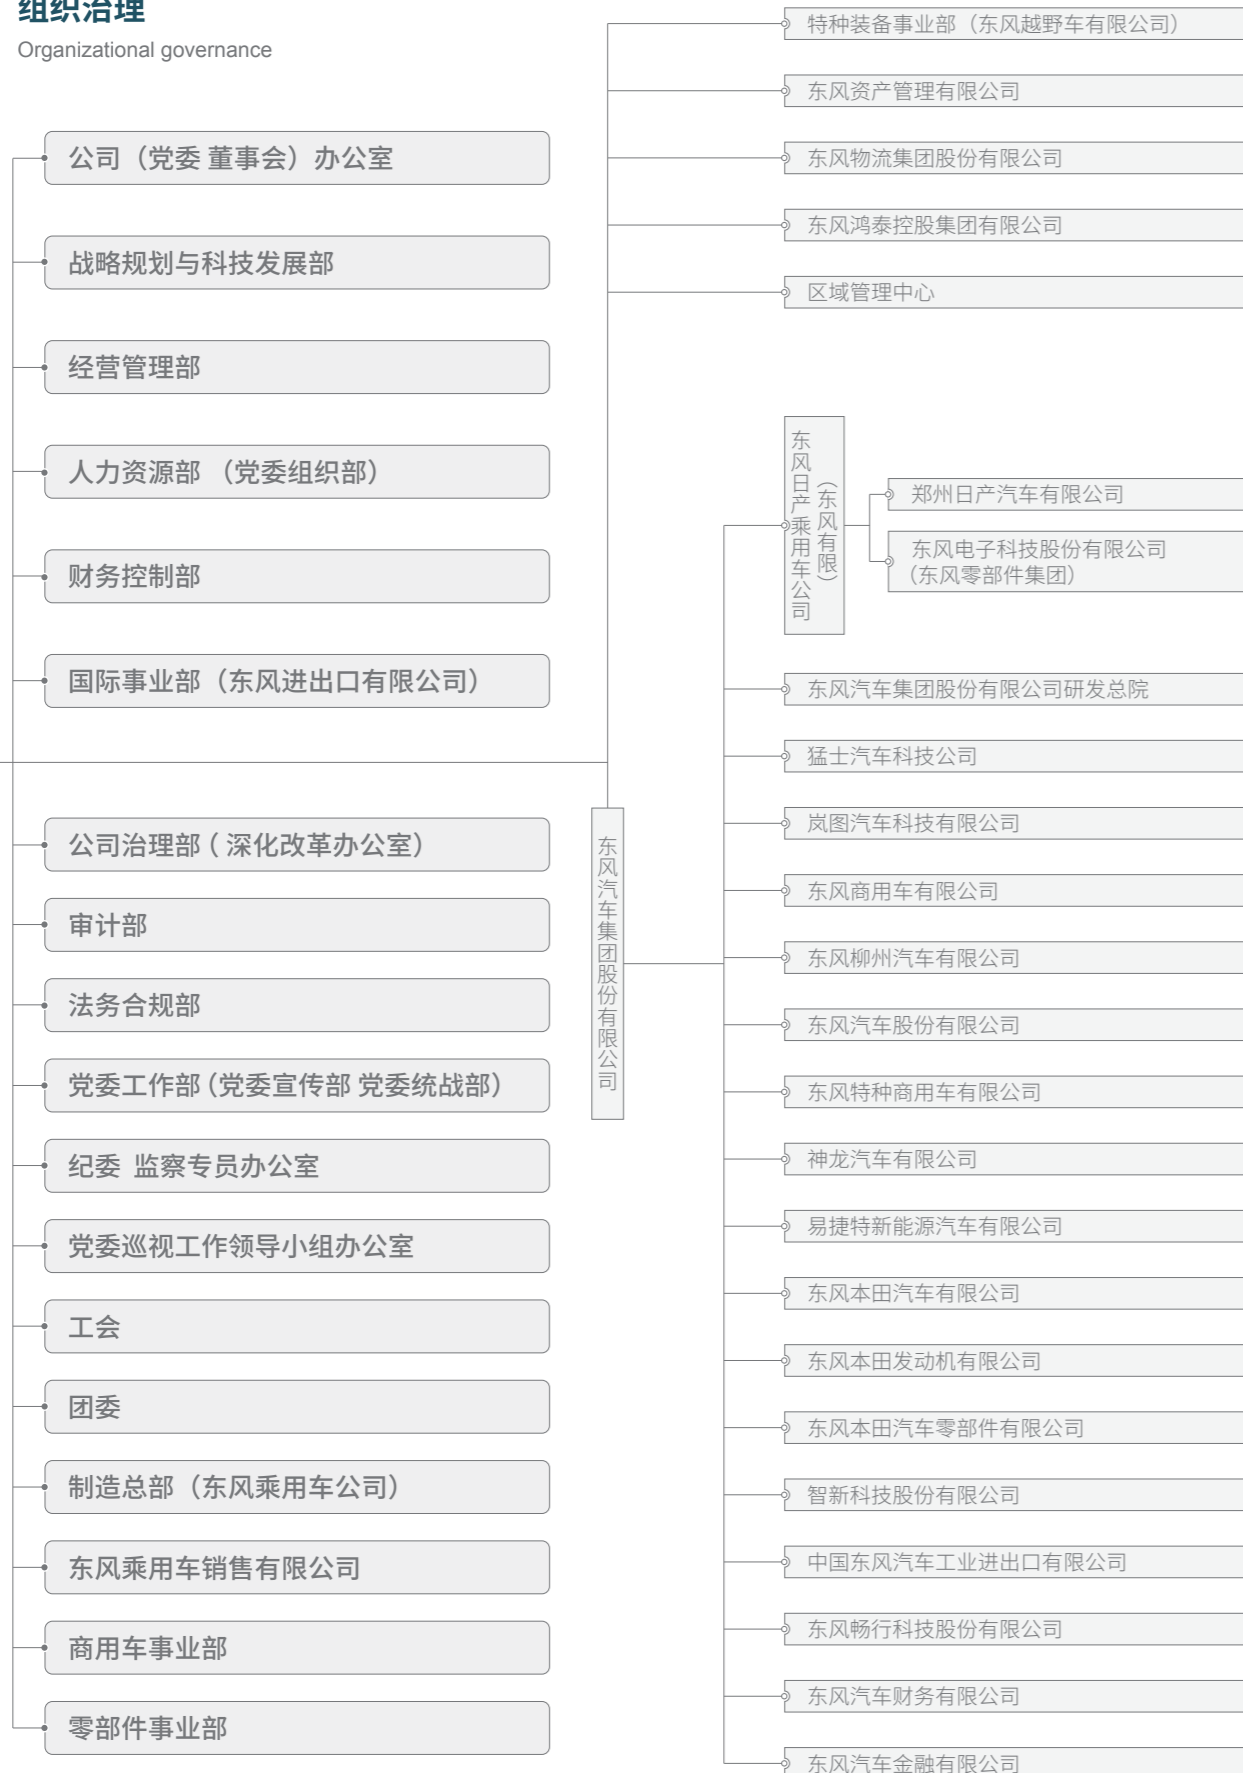 组织治理
Organizational governance
公司（党委 董事会）办公室
战略规划与科技发展部
经营管理部
人力资源部 （党委组织部）
财务控制部
国际事业部（东风进出口有限公司）
公司治理部（ 深化改革办公室）
审计部
法务合规部
党委工作部（党委宣传部 党委统战部）
纪委 监察专员办公室
党委巡视工作领导小组办公室
工会
团委
制造总部（东风乘用车公司）
东风乘用车销售有限公司
商用车事业部
零部件事业部
东风汽车集团股份有限公司
特种装备事业部（东风越野车有限公司）
东风资产管理有限公司
东风物流集团股份有限公司
东风鸿泰控股集团有限公司
区域管理中心
东风日产乘用车公司
（东风有限）
郑州日产汽车有限公司
东风电子科技股份有限公司
（东风零部件集团）
东风汽车集团股份有限公司研发总院
猛士汽车科技公司
岚图汽车科技有限公司
东风商用车有限公司
东风柳州汽车有限公司
东风汽车股份有限公司
东风特种商用车有限公司
神龙汽车有限公司
易捷特新能源汽车有限公司
东风本田汽车有限公司
东风本田发动机有限公司
东风本田汽车零部件有限公司
智新科技股份有限公司
中国东风汽车工业进出口有限公司
东风畅行科技股份有限公司
东风汽车财务有限公司
东风汽车金融有限公司